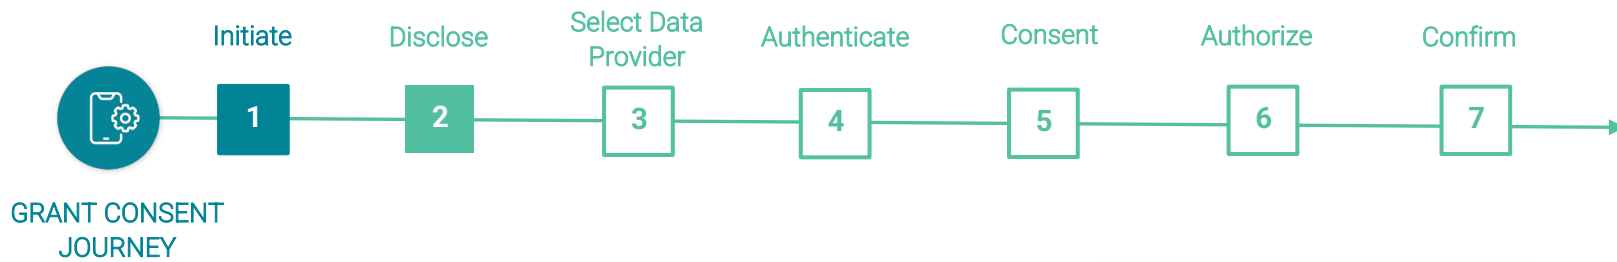 Initiate
Disclose
Select Data
Provider
Authenticate
Consent
Authorize
Confirm
1
2
3
4
5
6
7
GRANT CONSENT
JOURNEY